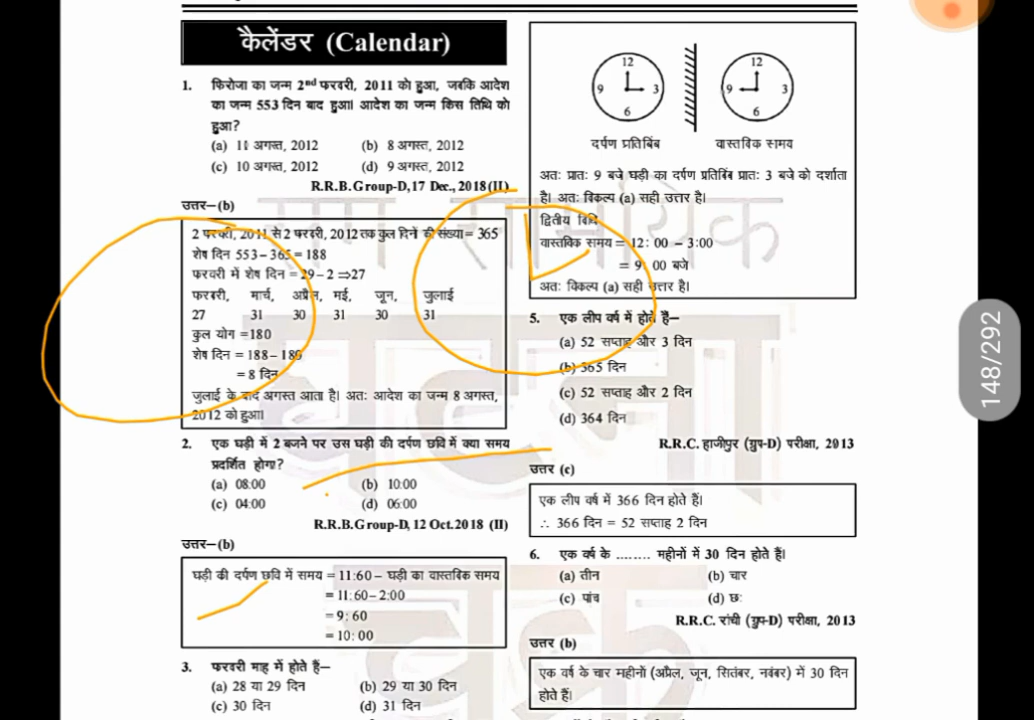 कैलेंडर (Calendar)
1. फिरोजा का जन्म 2nd फरवरी, 2011 को हुआ, जबकि आदेश
का जन्म 553 दिन बाद हुआ। आदेश का जन्म किस तिथि को
हुआ?
(a) 11 अगस्त, 2012 (b) 8 अगस्त, 2012
(c) 10 अगस्त, 2012 (d) 9 अगस्त, 2012
R.R.B.Group-D,17 Dec., 2018(II)
उत्तर–(b)
2 फरवरी, 2011 से 2 फरवरी, 2012 तक कुल दिनों की संख्या= 365
शेष दिन 553–365= 188
फरवरी में शेष दिन = 29–2 ⇒27
फरवरी, मार्च, अप्रैल, मई, जून, जुलाई
27 31 30 31 30 31
कुल योग =180
शेष दिन = 188–180
= 8 दिन
जुलाई के बाद अगस्त आता है। अतः आदेश का जन्म 8 अगस्त,
2012 को हुआ।
2. एक घड़ी में 2 बजने पर उस घड़ी की दर्पण छवि में क्या समय
प्रदर्शित होगा?
(a) 08:00 (b) 10:00
(c) 04:00 (d) 06:00
R.R.B.Group-D, 12 Oct.2018 (II)
उत्तर–(b)
घड़ी की दर्पण छवि में समय = 11:60 – घड़ी का वास्तविक समय
= 11:60–2:00
= 9: 60
= 10: 00
3. फरवरी माह में होते हैं–
(a) 28 या 29 दिन (b) 29 या 30 दिन
(c) 30 दिन (d) 31 दिन
12 12
9 3 9 3
6 6
दर्पण प्रतिबिंब वास्तविक समय
अतः प्रातः 9 बजे घड़ी का दर्पण प्रतिबिंब प्रातः 3 बजे को दर्शाता
है। अतः विकल्प (a) सही उत्तर है।
द्वितीय विधि
वास्तविक समय = 12: 00 – 3:00
= 9: 00 बजे
अतः विकल्प (a) सही उत्तर है।
5. एक लीप वर्ष में होते हैं–
(a) 52 सप्ताह और 3 दिन
(b) 365 दिन
(c) 52 सप्ताह और 2 दिन
(d) 364 दिन
R.R.C. हाजीपुर (ग्रुप-D) परीक्षा, 2013
उत्तर (c)
एक लीप वर्ष में 366 दिन होते हैं।
∴ 366 दिन = 52 सप्ताह 2 दिन
6. एक वर्ष के ........ महीनों में 30 दिन होते हैं।
(a) तीन (b) चार
(c) पांच (d) छः
R.R.C. रांची (ग्रुप-D) परीक्षा, 2013
उत्तर (b)
एक वर्ष के चार महीनों (अप्रैल, जून, सितंबर, नवंबर) में 30 दिन
होते हैं।
148/292